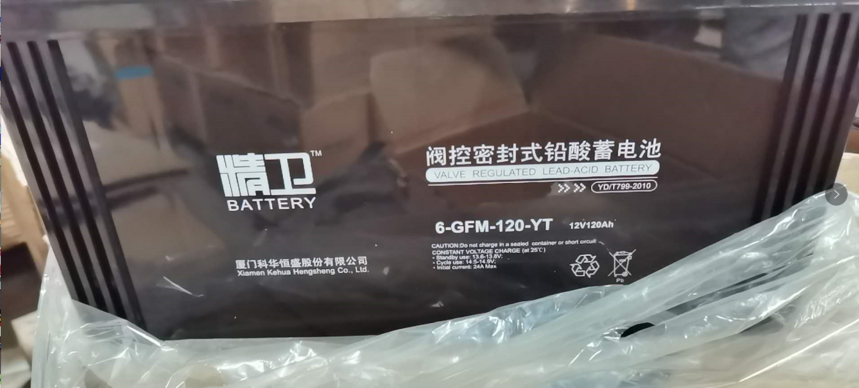 精卫™
BATTERY
厦门科华恒盛股份有限公司
Xiamen Kehua Hengsheng Co., Ltd.
阀控密封式铅酸蓄电池
VALVE REGULATED LEAD-ACID BATTERY
YD/T799-2010
6-GFM-120-YT 12V120Ah
CAUTION:Do not charge in a sealed container or short circuit
CONSTANT VOLTAGE CHARGE (at 25℃)
• Standby use: 13.6-13.8V;
• Cycle use: 14.5-14.9V;
• Initial current: 24A Max
Pb